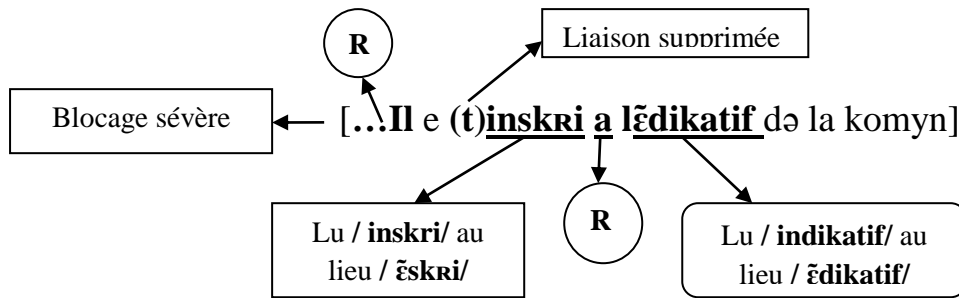 R
Liaison supprimée
Blocage sévère
[…Il e (t)inskʀi a lɛ̃dikatif də la komyn]
R
Lu / inskri/ au
lieu / ɛ̃skʀi/
Lu / indikatif/ au
lieu / ɛ̃dikatif/